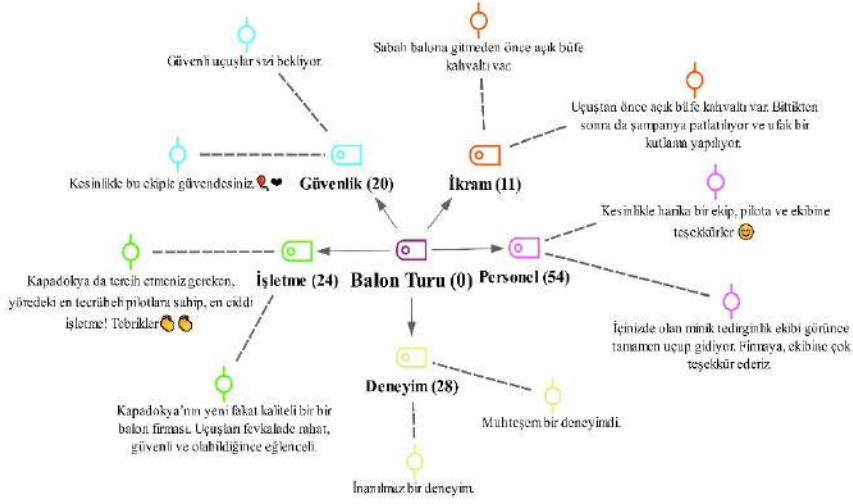 Güvenli uçuşlar sizi bekliyor.
Sabah balona gitmeden önce açık büfe
kahvaltı var.
Uçuştan önce açık büfe kahvaltı var. Bittikten
sonra da şampanya patlatılıyor ve ufak bir
kutlama yapılıyor.
Kesinlikle bu ekiple güvendesiniz.🎈❤
Güvenlik (20)
İkram (11)
Kesinlikle harika bir ekip, pilota ve ekibine
teşekkürler 😊
İşletme (24)
Balon Turu (0)
Personel (54)
Kapadokya da tercih etmeniz gereken,
yöredeki en tecrübeli pilotlara sahip, en ciddi
işletme! Tebrikler👏👏
İçinizde olan minik tedirginlik ekibi görünce
tamamen uçup gidiyor. Firmaya, ekibine çok
teşekkür ederiz.
Deneyim (28)
Kapadokya'nın yeni fakat kaliteli bir bir
balon firması. Uçuşları fevkalade rahat,
güvenli ve olabildiğince eğlenceli.
Muhteşem bir deneyimdi.
İnanılmaz bir deneyim.